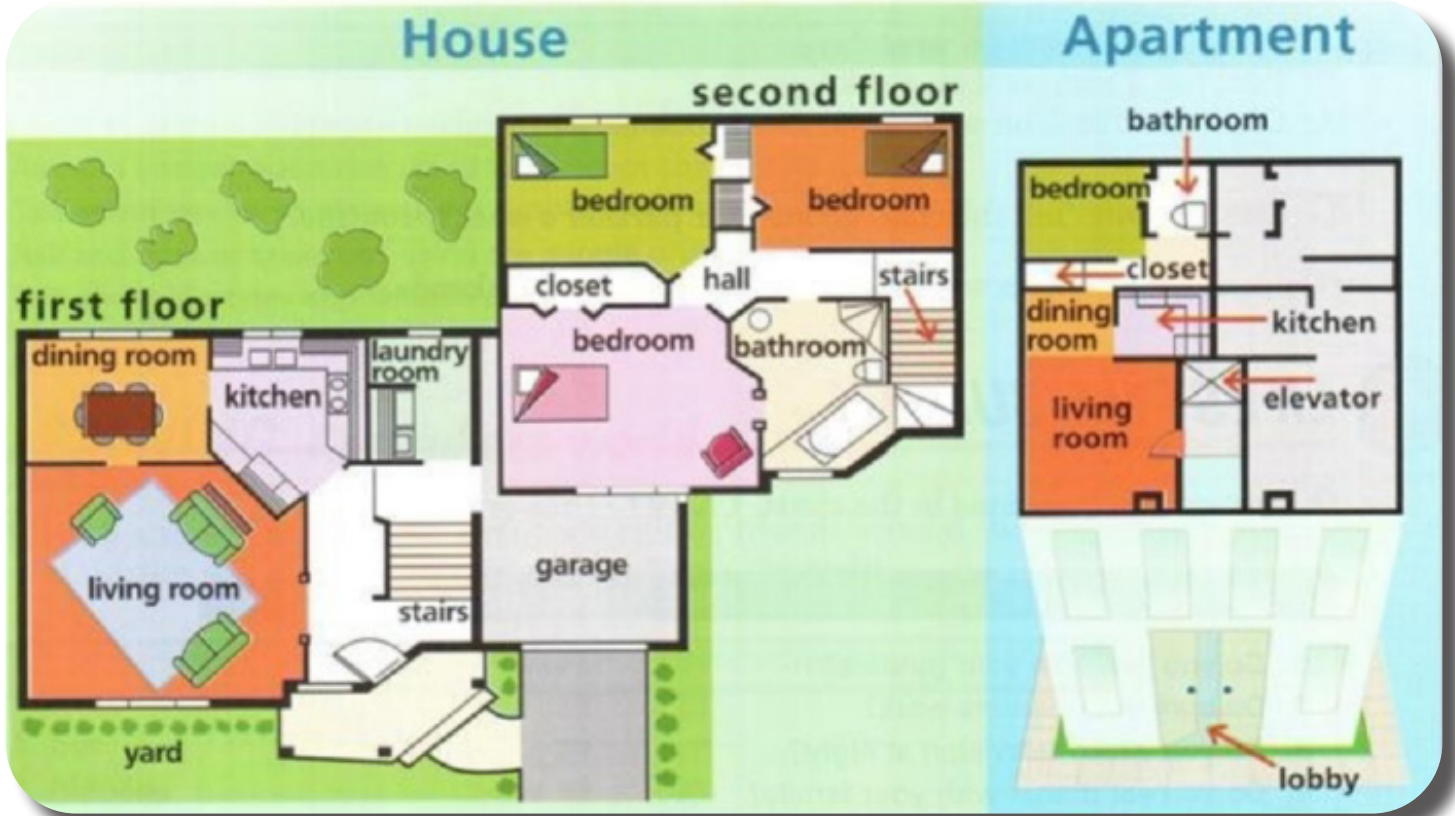 House
Apartment
second floor
bathroom
bedroom
bedroom
bedroom
closet
hall
stairs
closet
first floor
dining
room
kitchen
dining room
laundry
room
bedroom
bathroom
kitchen
elevator
living
room
garage
living room
stairs
yard
lobby